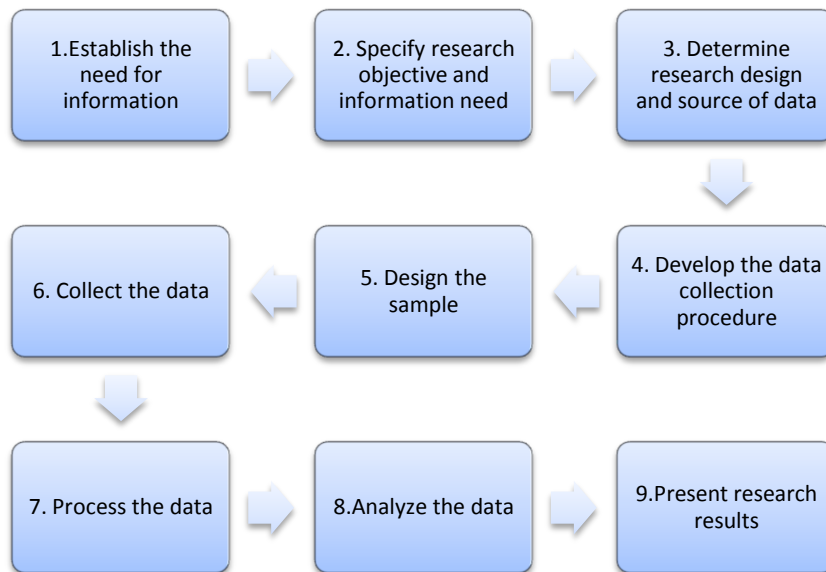 1.Establish the
need for
information
2. Specify research
objective and
information need
3. Determine
research design
and source of data
4. Develop the data
collection
procedure
5. Design the
sample
6. Collect the data
7. Process the data
8.Analyze the data
9.Present research
results